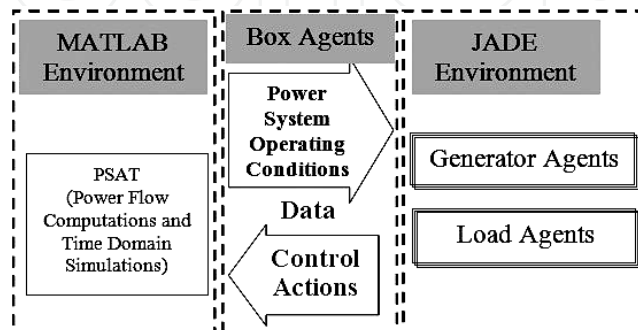 MATLAB
Environment
PSAT
(Power Flow
Computations and
Time Domain
Simulations)
Box Agents
Power
System
Operating
Conditions
Data
Control
Actions
JADE
Environment
Generator Agents
Load Agents